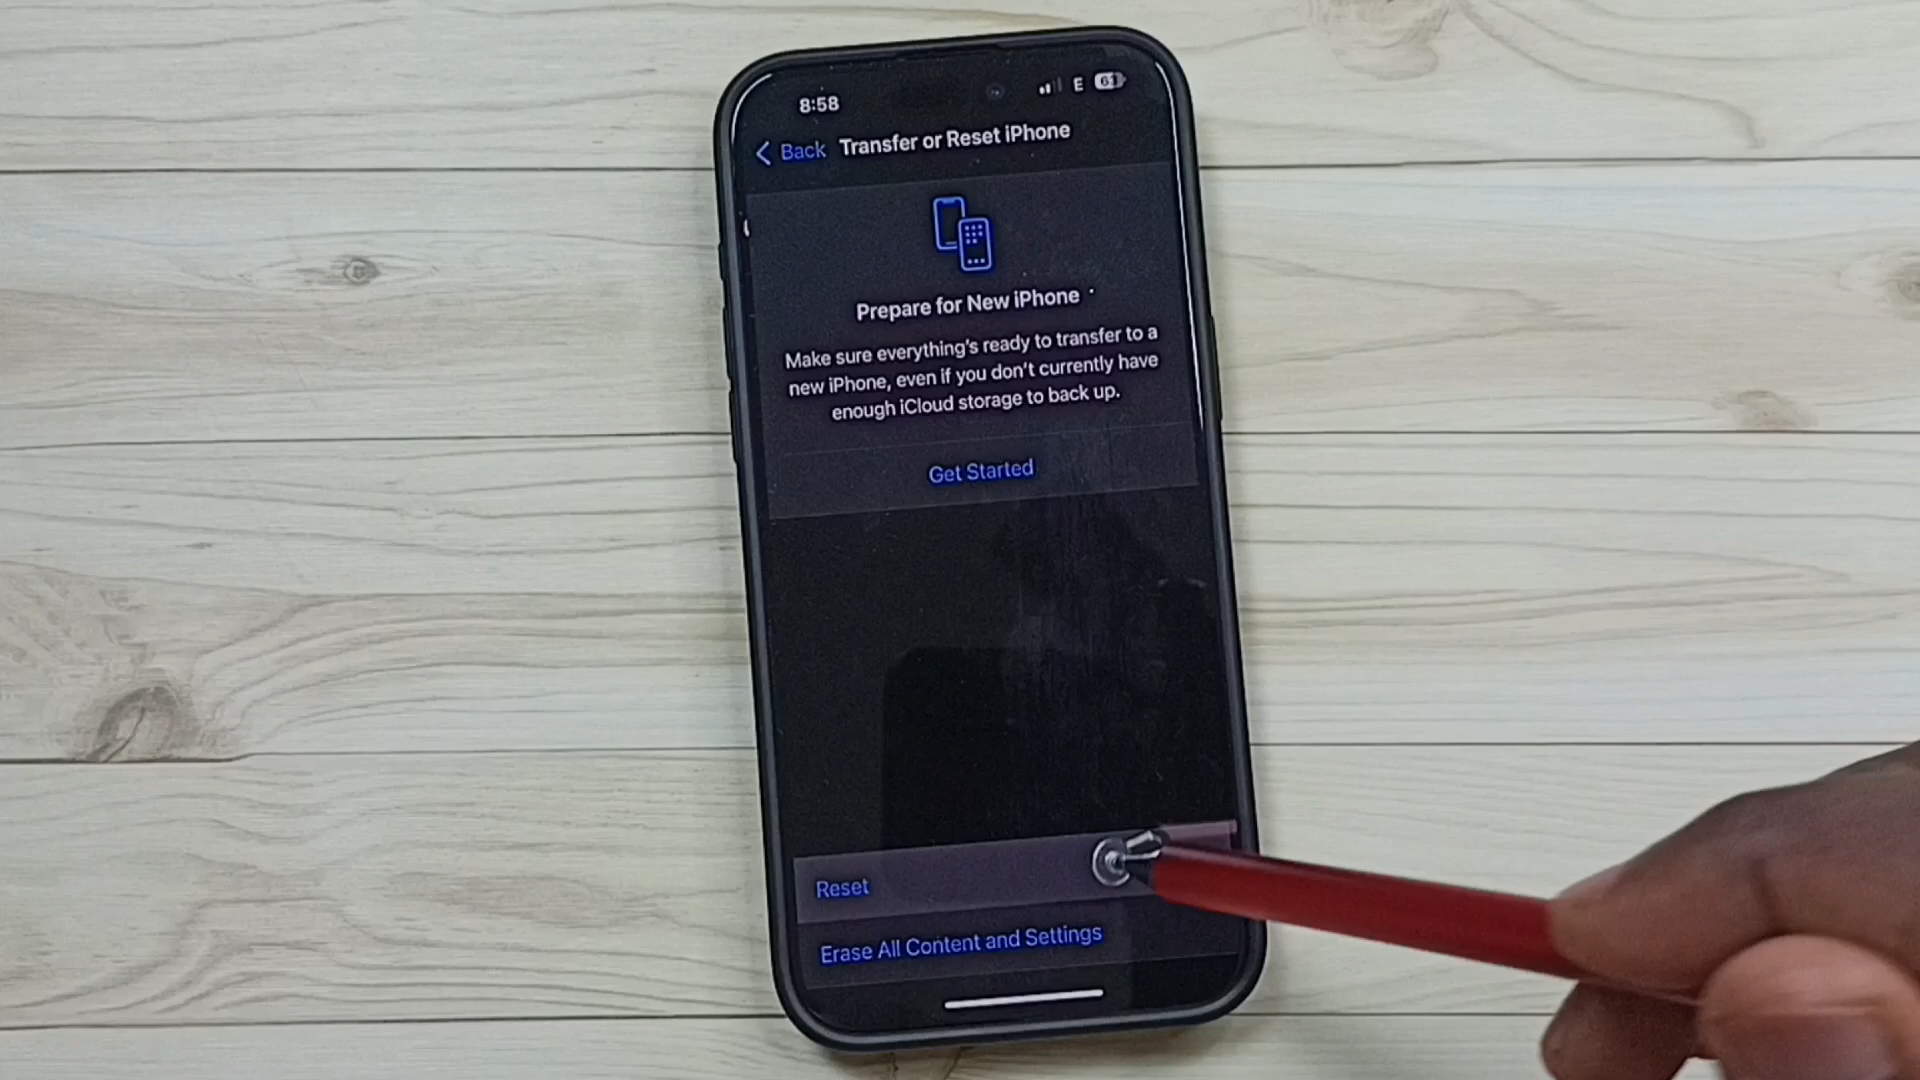 8:58
E 61
Back Transfer or Reset iPhone
Prepare for New iPhone
Make sure everything's ready to transfer to a
new iPhone, even if you don't currently have
enough iCloud storage to back up.
Get Started
Reset
Erase All Content and Settings